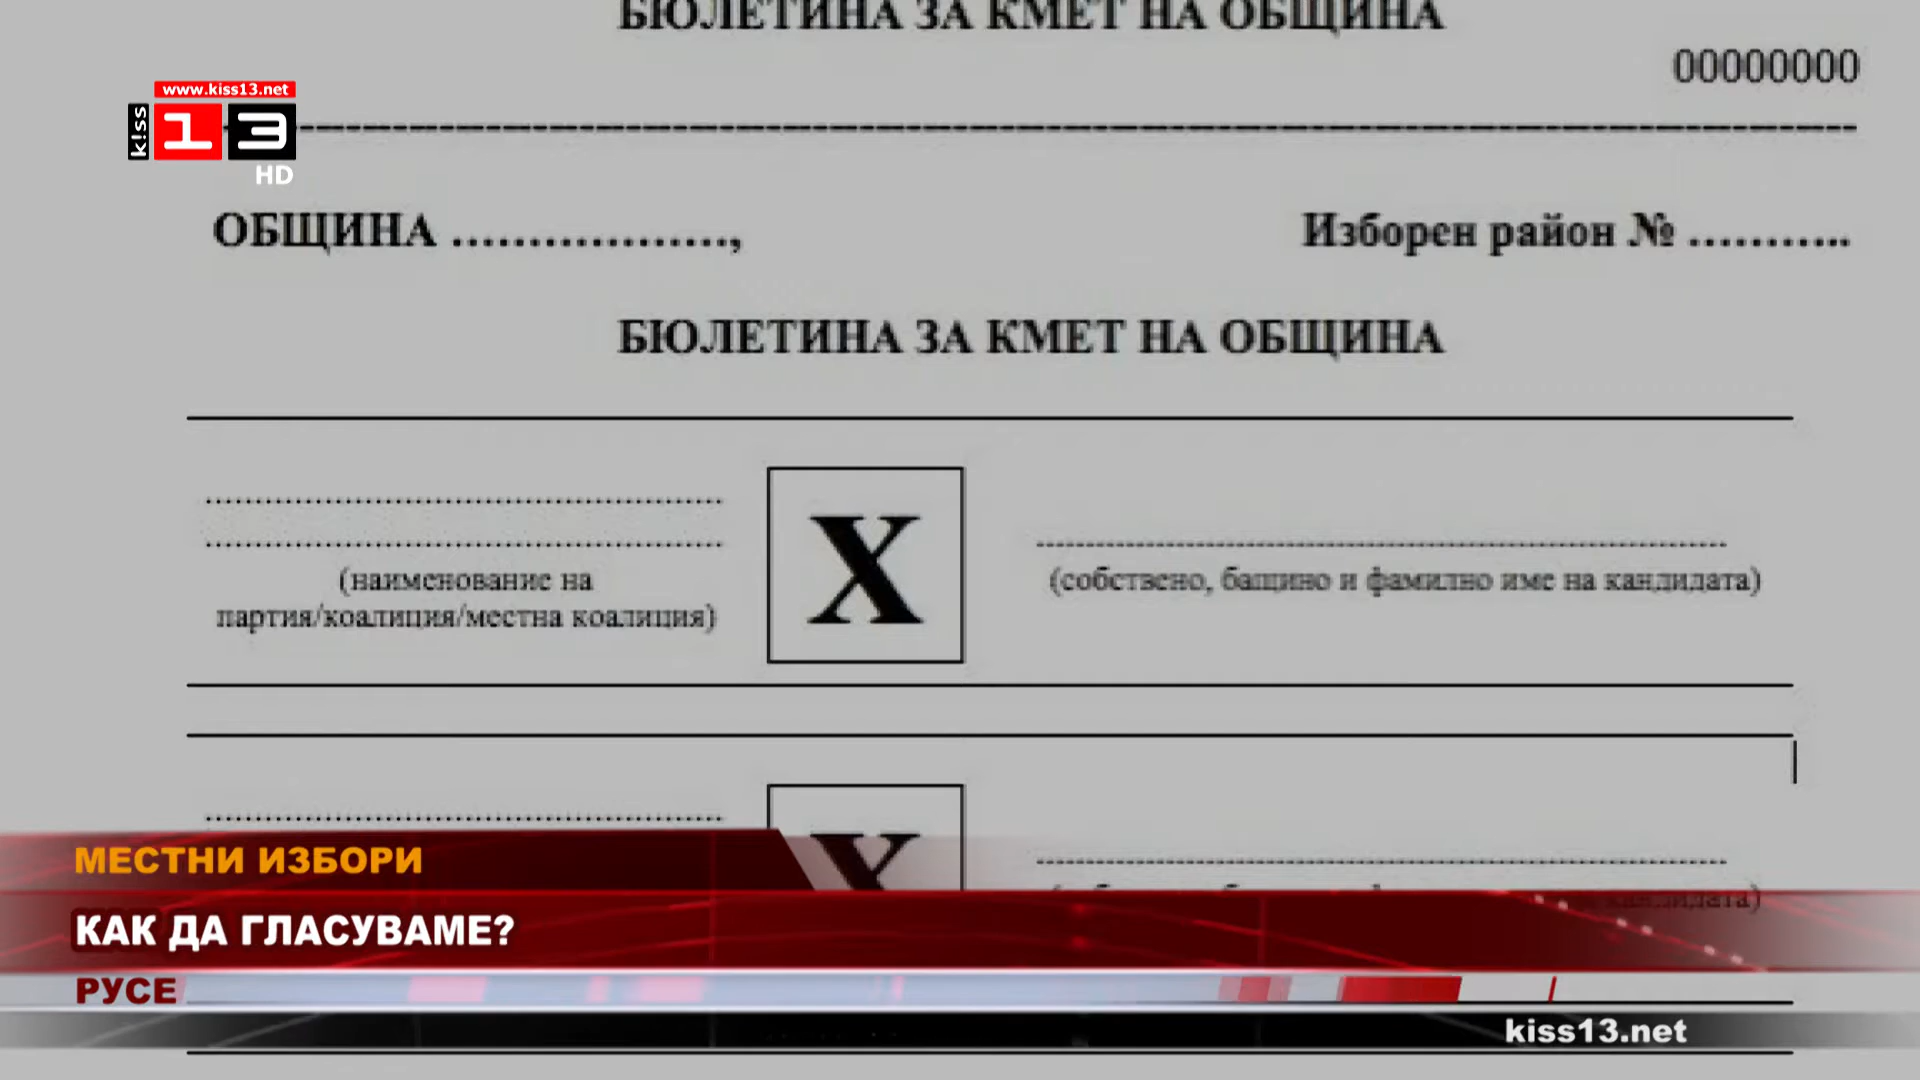 БЮЛЕТИНА ЗА КМЕТ НА ОБЩИНА
00000000
www.kiss13.net
kiss
13
HD
ОБЩИНА ..................,
Изборен район № ...........
БЮЛЕТИНА ЗА КМЕТ НА ОБЩИНА
X
(наименование на
партия/коалиция/местна коалиция)
(собствено, бащино и фамилно име на кандидата)
X
кандидата)
МЕСТНИ ИЗБОРИ
КАК ДА ГЛАСУВАМЕ?
РУСЕ
kiss13.net